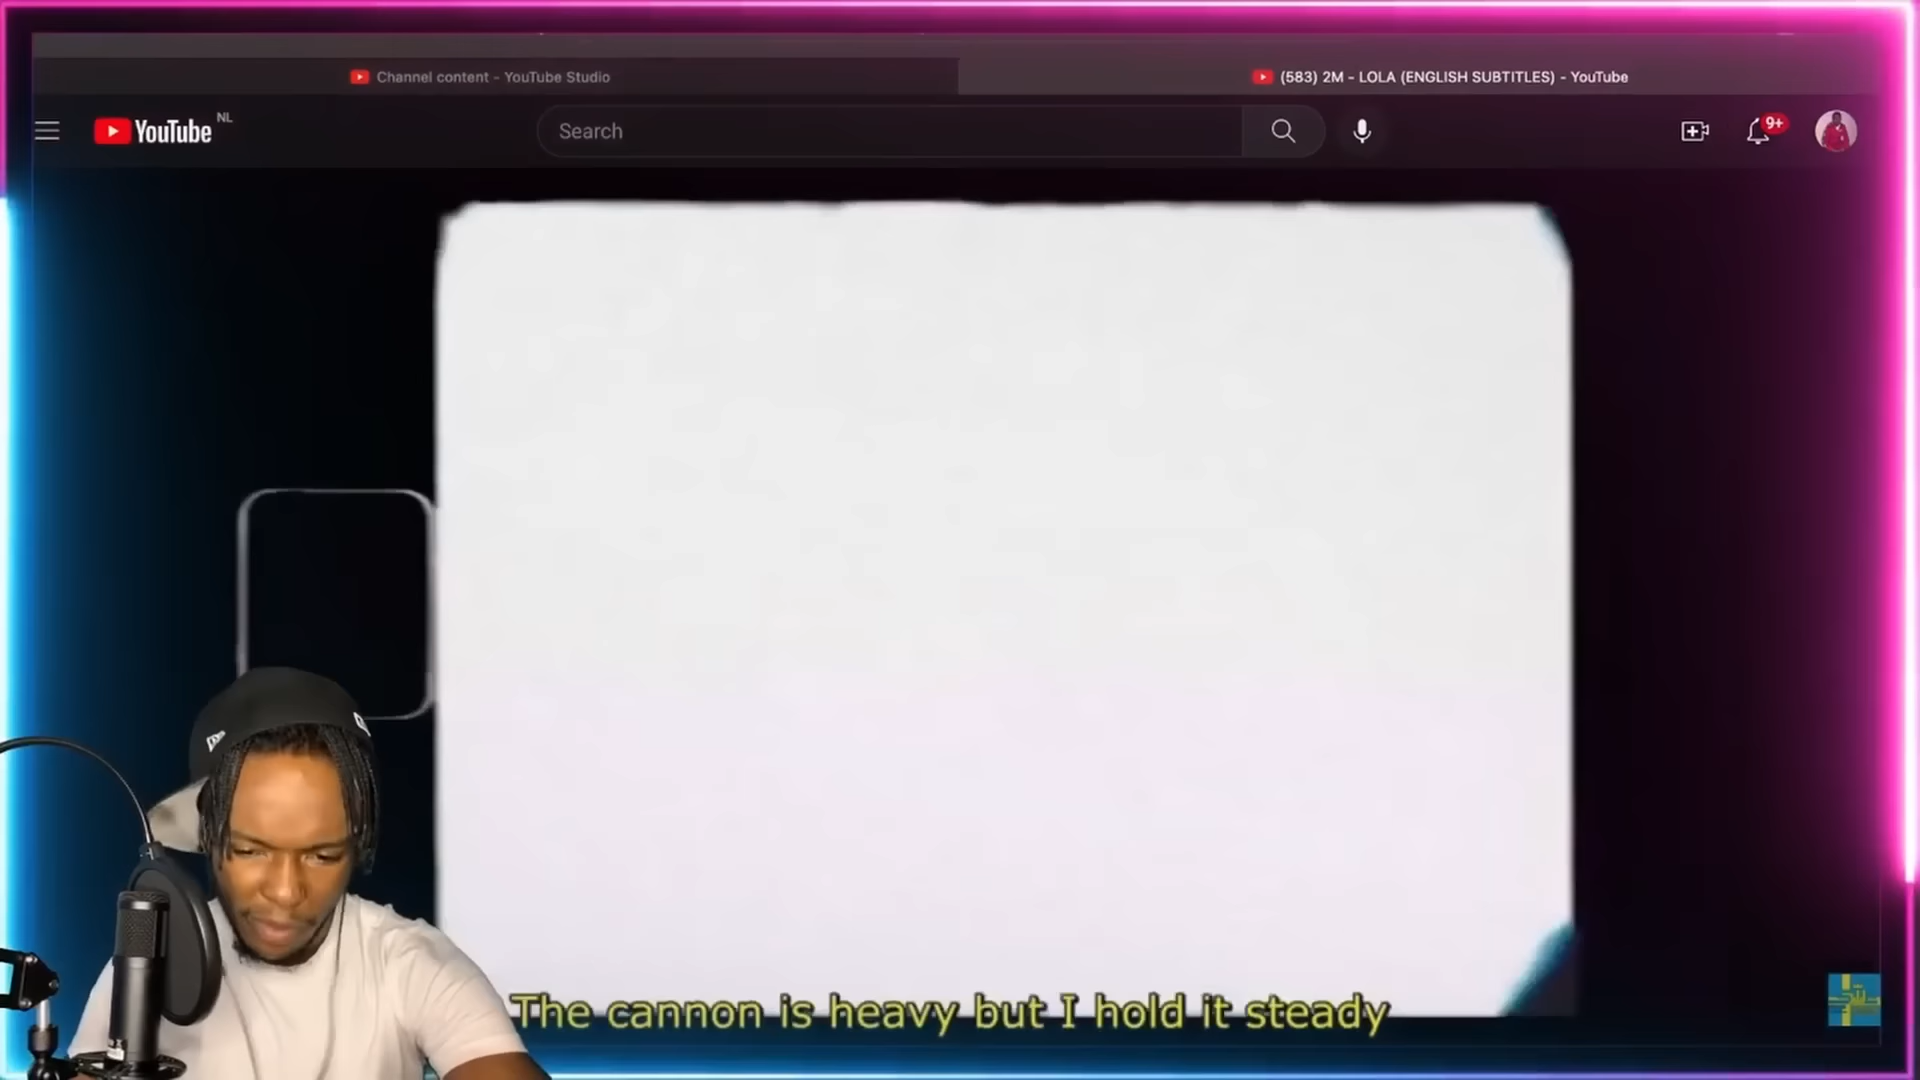 Channel content - YouTube Studio
(583) 2M - LOLA (ENGLISH SUBTITLES) - YouTube
YouTube NL
Search
9+
The cannon is heavy but I hold it steady